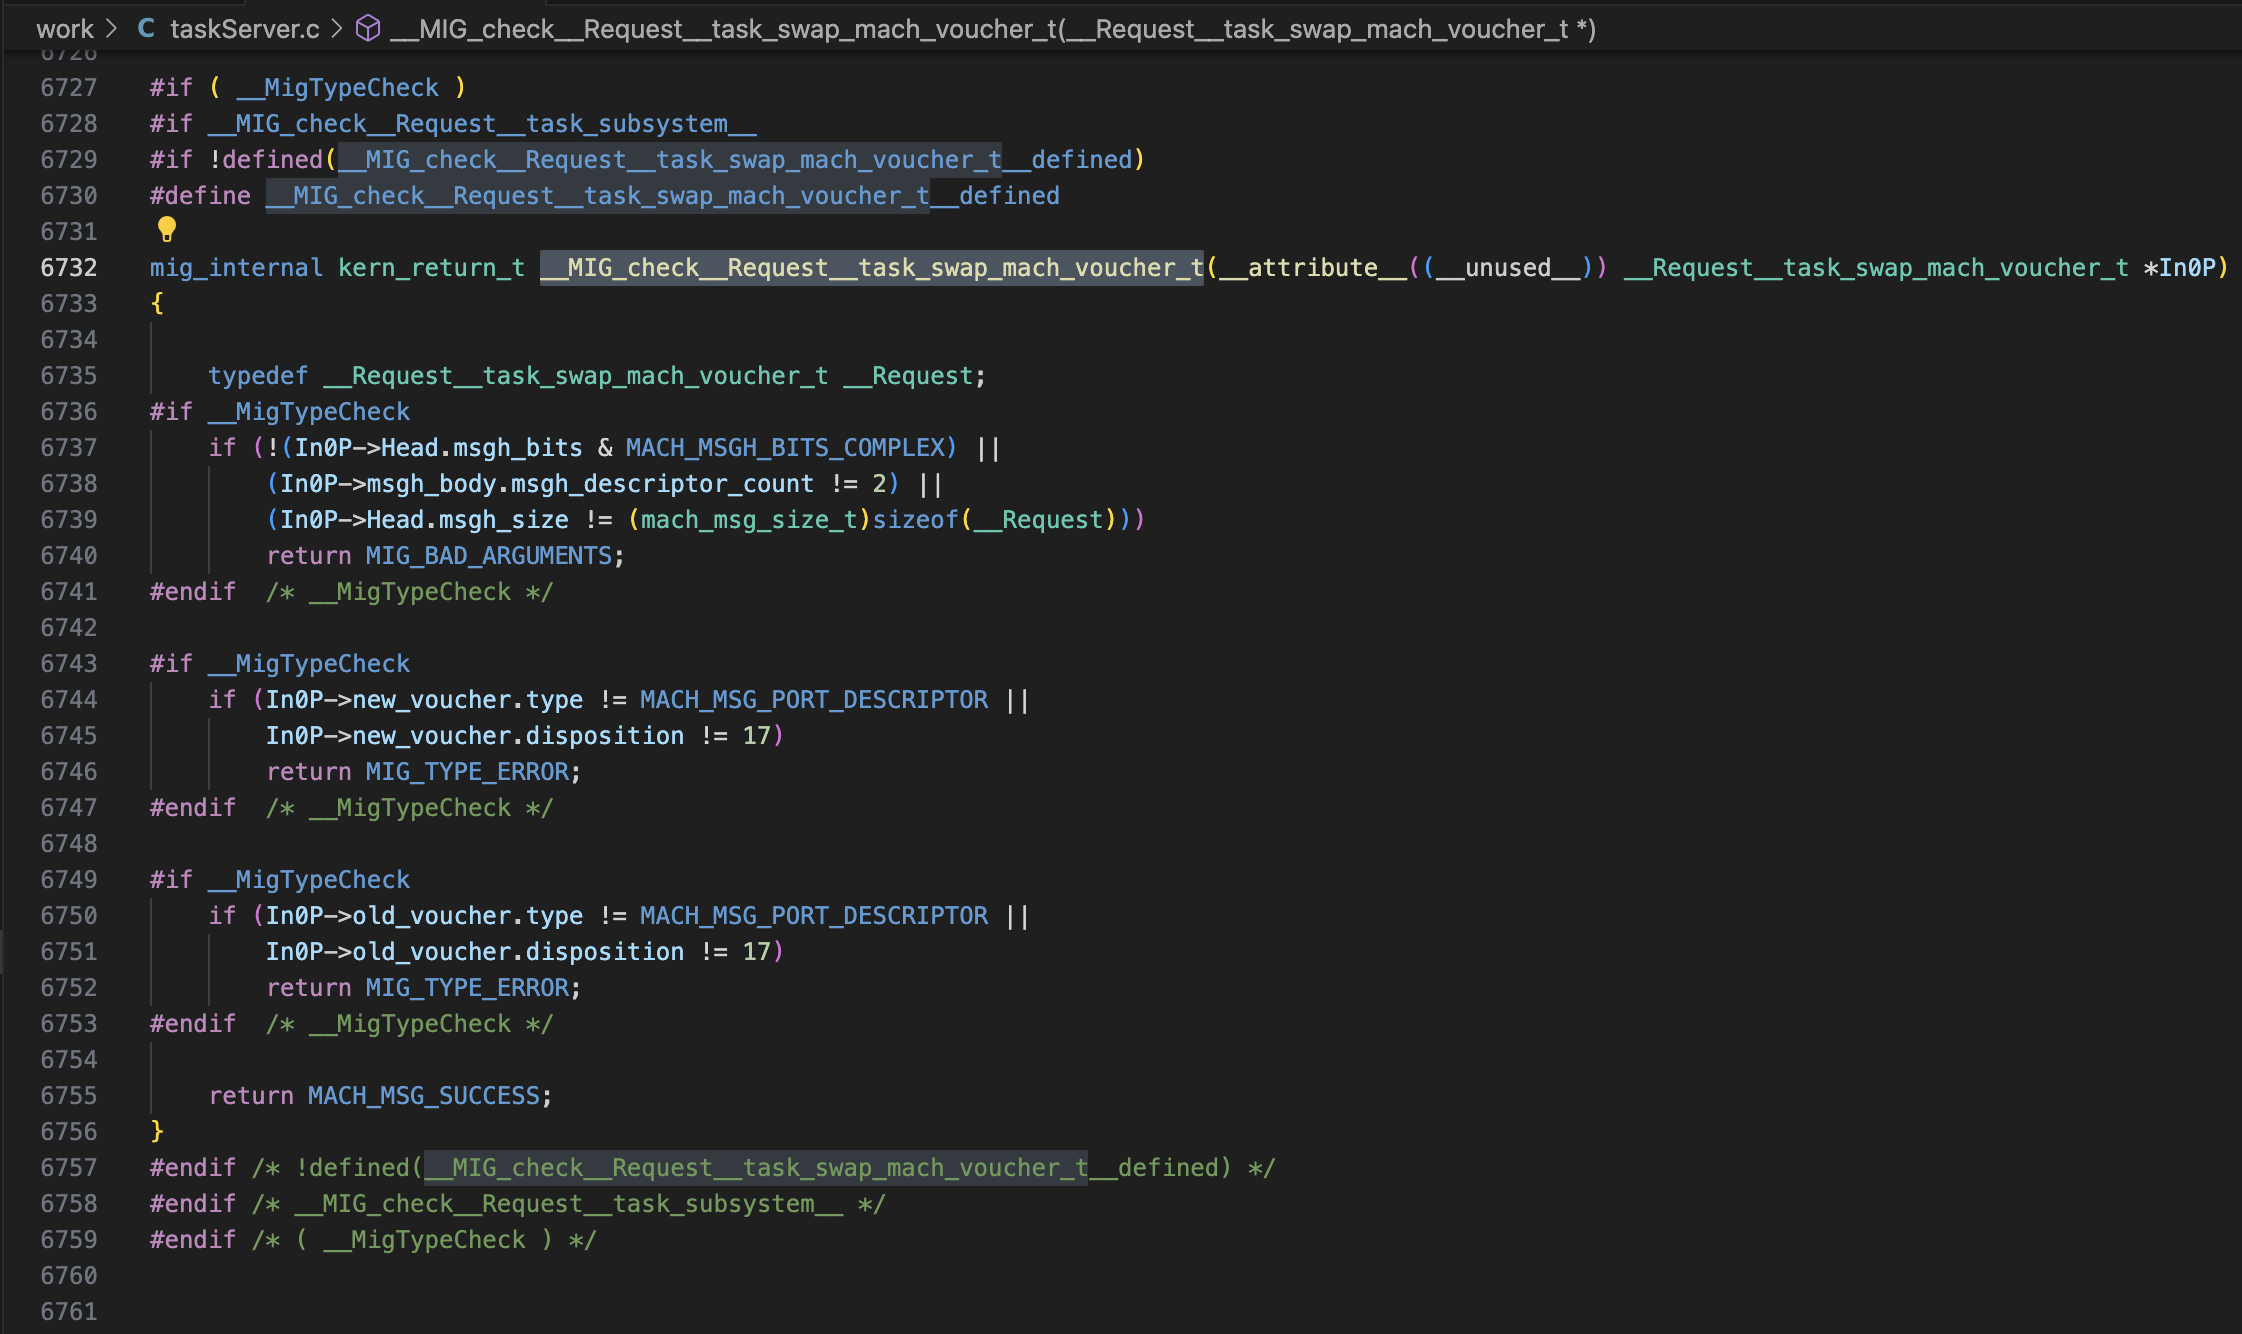 work > C taskServer.c > __MIG_check__Request__task_swap_mach_voucher_t(__Request__task_swap_mach_voucher_t *)
6726
6727 #if ( __MigTypeCheck )
6728 #if __MIG_check__Request__task_subsystem__
6729 #if !defined(__MIG_check__Request__task_swap_mach_voucher_t__defined)
6730 #define __MIG_check__Request__task_swap_mach_voucher_t__defined
6731
6732 mig_internal kern_return_t __MIG_check__Request__task_swap_mach_voucher_t(__attribute__((__unused__)) __Request__task_swap_mach_voucher_t *In0P)
6733 {
6734
6735     typedef __Request__task_swap_mach_voucher_t __Request;
6736 #if __MigTypeCheck
6737     if (!(In0P->Head.msgh_bits & MACH_MSGH_BITS_COMPLEX) ||
6738         (In0P->msgh_body.msgh_descriptor_count != 2) ||
6739         (In0P->Head.msgh_size != (mach_msg_size_t)sizeof(__Request)))
6740         return MIG_BAD_ARGUMENTS;
6741 #endif  /* __MigTypeCheck */
6742
6743 #if __MigTypeCheck
6744     if (In0P->new_voucher.type != MACH_MSG_PORT_DESCRIPTOR ||
6745         In0P->new_voucher.disposition != 17)
6746         return MIG_TYPE_ERROR;
6747 #endif  /* __MigTypeCheck */
6748
6749 #if __MigTypeCheck
6750     if (In0P->old_voucher.type != MACH_MSG_PORT_DESCRIPTOR ||
6751         In0P->old_voucher.disposition != 17)
6752         return MIG_TYPE_ERROR;
6753 #endif  /* __MigTypeCheck */
6754
6755     return MACH_MSG_SUCCESS;
6756 }
6757 #endif /* !defined(__MIG_check__Request__task_swap_mach_voucher_t__defined) */
6758 #endif /* __MIG_check__Request__task_subsystem__ */
6759 #endif /* ( __MigTypeCheck ) */
6760
6761